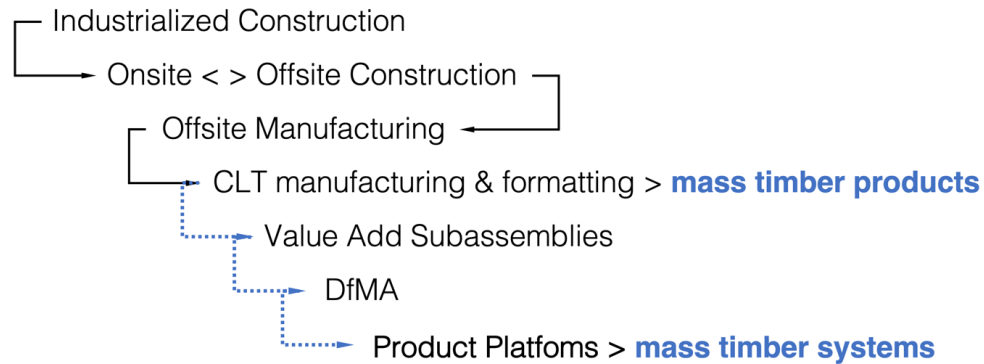 Industrialized Construction
Onsite < > Offsite Construction
Offsite Manufacturing
CLT manufacturing & formatting > mass timber products
Value Add Subassemblies
DfMA
Product Platfoms > mass timber systems